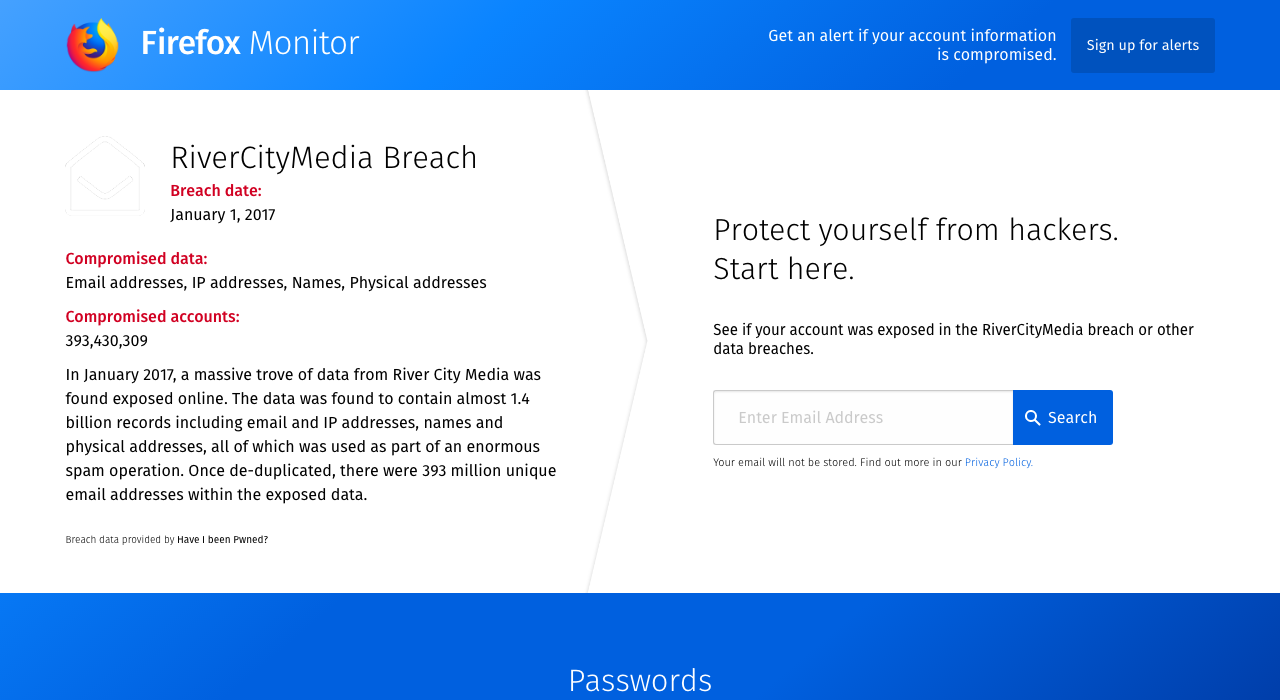 Firefox Monitor
Get an alert if your account information
is compromised.
Sign up for alerts
RiverCityMedia Breach
Breach date:
January 1, 2017
Compromised data:
Email addresses, IP addresses, Names, Physical addresses
Compromised accounts:
393,430,309
In January 2017, a massive trove of data from River City Media was
found exposed online. The data was found to contain almost 1.4
billion records including email and IP addresses, names and
physical addresses, all of which was used as part of an enormous
spam operation. Once de-duplicated, there were 393 million unique
email addresses within the exposed data.
Breach data provided by Have I been Pwned?
Protect yourself from hackers.
Start here.
See if your account was exposed in the RiverCityMedia breach or other
data breaches.
Enter Email Address
Search
Your email will not be stored. Find out more in our Privacy Policy.
Passwords